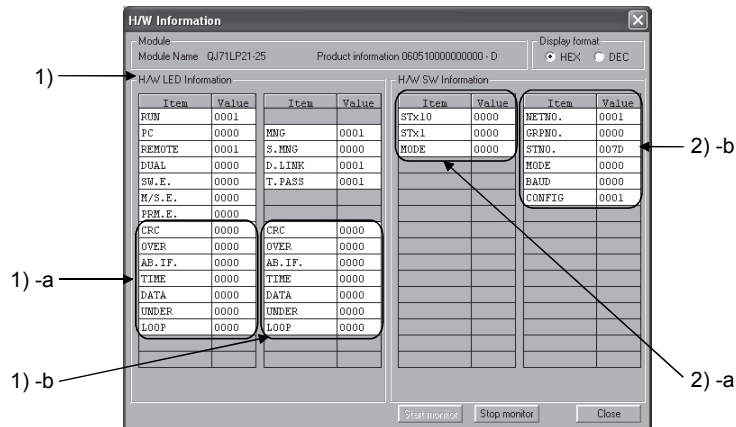 H/W Information
Module
Module Name QJ71LP21-25 Product information 060510000000000 - D
Display format
HEX DEC
1)
H/W LED Information
Item Value Item Value
RUN 0001
PC 0000 MNG 0001
REMOTE 0001 S.MNG 0000
DUAL 0000 D.LINK 0001
SW.E. 0000 T.PASS 0001
M/S.E. 0000
PRM.E. 0000
CRC 0000 CRC 0000
OVER 0000 OVER 0000
AB.IF. 0000 AB.IF. 0000
TIME 0000 TIME 0000
DATA 0000 DATA 0000
UNDER 0000 UNDER 0000
LOOP 0000 LOOP 0000
1) -a
1) -b
H/W SW Information
Item Value Item Value
STx10 0000 NETNO. 0001
STx1 0000 GRPNO. 0000
MODE 0000 STNO. 007D
MODE 0000
BAUD 0000
CONFIG 0001
2) -b
2) -a
Start monitor Stop monitor Close